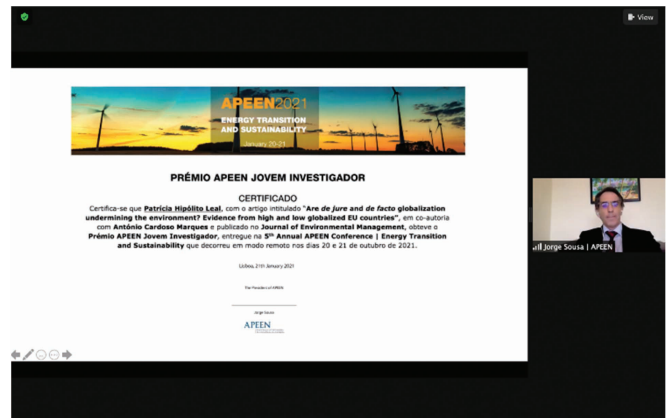 View
APEEN2021
ENERGY TRANSITION
AND SUSTAINABILITY
January 20-21
PRÉMIO APEEN JOVEM INVESTIGADOR
CERTIFICADO
Certifica-se que Patrícia Hipólito Leal, com o artigo intitulado "Are de jure and de facto globalization
undermining the environment? Evidence from high and low globalized EU countries", em co-autoria
com António Cardoso Marques e publicado no Journal of Environmental Management, obteve o
Prémio APEEN Jovem Investigador, entregue na 5th Annual APEEN Conference | Energy Transition
and Sustainability que decorreu em modo remoto nos dias 20 e 21 de outubro de 2021.
Lisboa, 21th January 2021
The President of APEEN
Jorge Sousa
APEEN
Jorge Sousa | APEEN